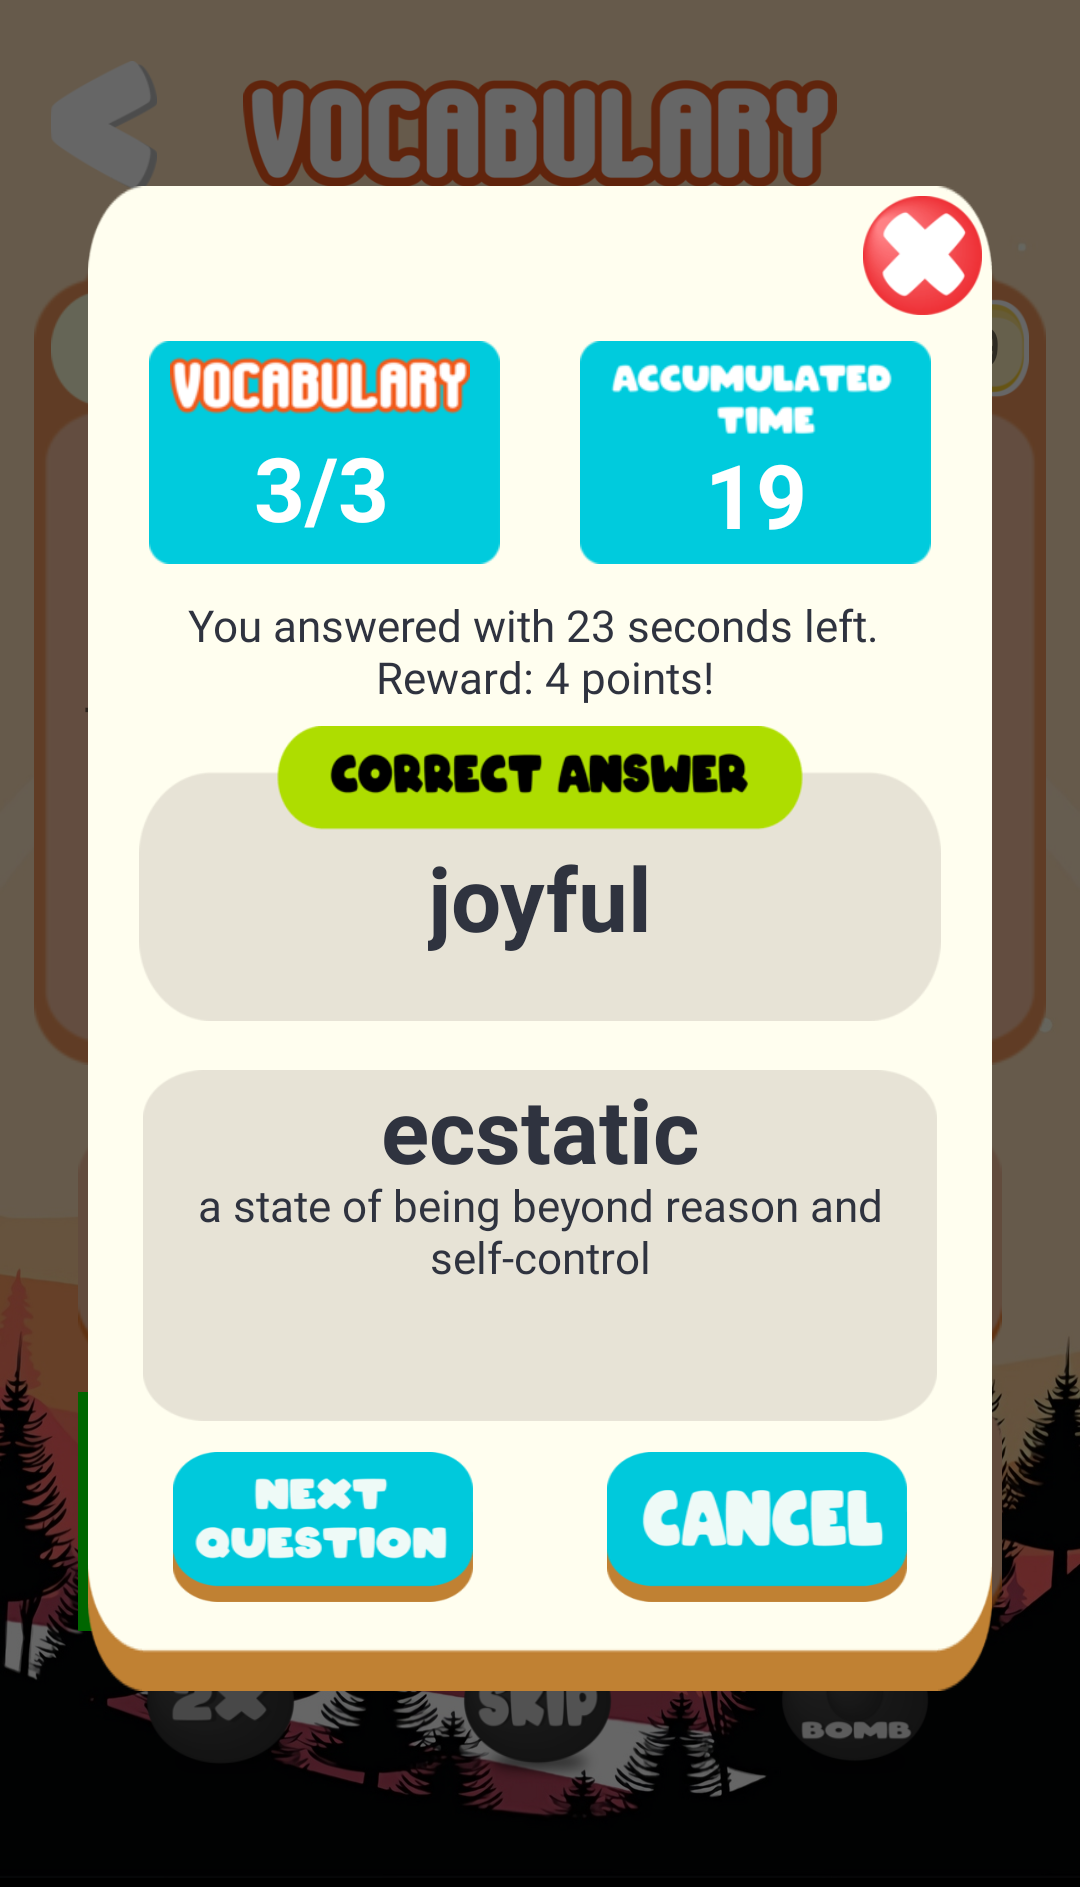 VOCABULARY
VOCABULARY
3/3
ACCUMULATED
TIME
19
You answered with 23 seconds left.
Reward: 4 points!
CORRECT ANSWER
joyful
ecstatic
a state of being beyond reason and
self-control
NEXT
QUESTION
CANCEL
2X
SKIP
BOMB